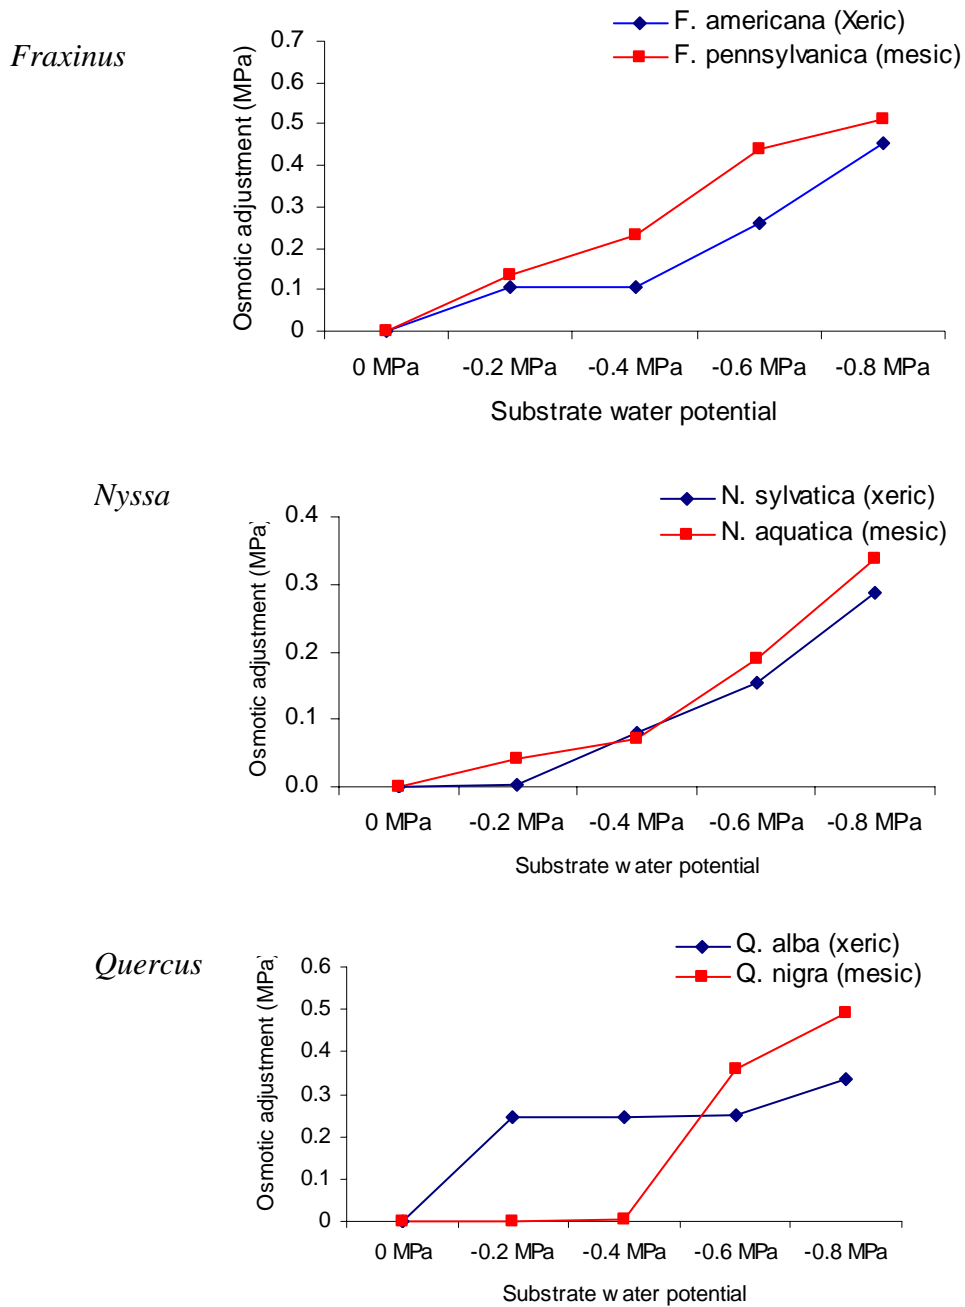 Fraxinus
F. americana (Xeric)
F. pennsylvanica (mesic)
Osmotic adjustment (MPa)
0.7
0.6
0.5
0.4
0.3
0.2
0.1
0
0 MPa -0.2 MPa -0.4 MPa -0.6 MPa -0.8 MPa
Substrate water potential
Nyssa
N. sylvatica (xeric)
N. aquatica (mesic)
Osmotic adjustment (MPa)
0.4
0.3
0.2
0.1
0.0
0 MPa -0.2 MPa -0.4 MPa -0.6 MPa -0.8 MPa
Substrate water potential
Quercus
Q. alba (xeric)
Q. nigra (mesic)
Osmotic adjustment (MPa)
0.6
0.5
0.4
0.3
0.2
0.1
0
0 MPa -0.2 MPa -0.4 MPa -0.6 MPa -0.8 MPa
Substrate water potential